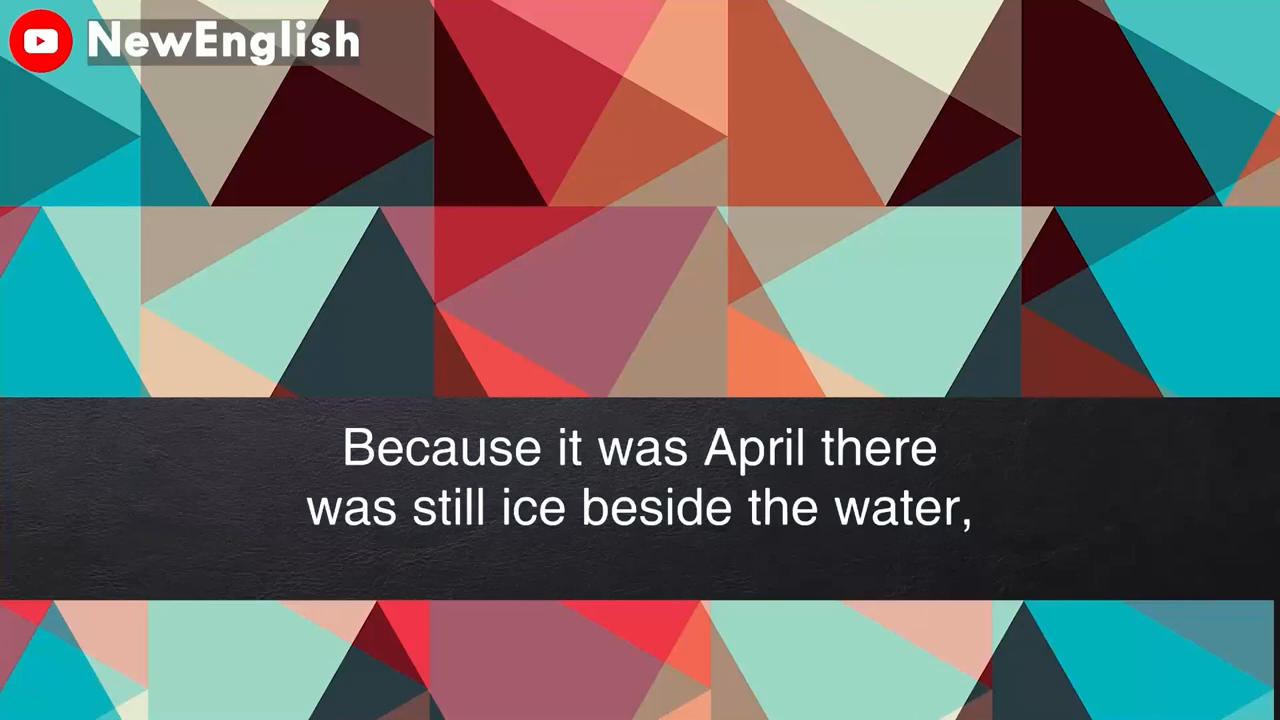 NewEnglish
Because it was April there
was still ice beside the water,